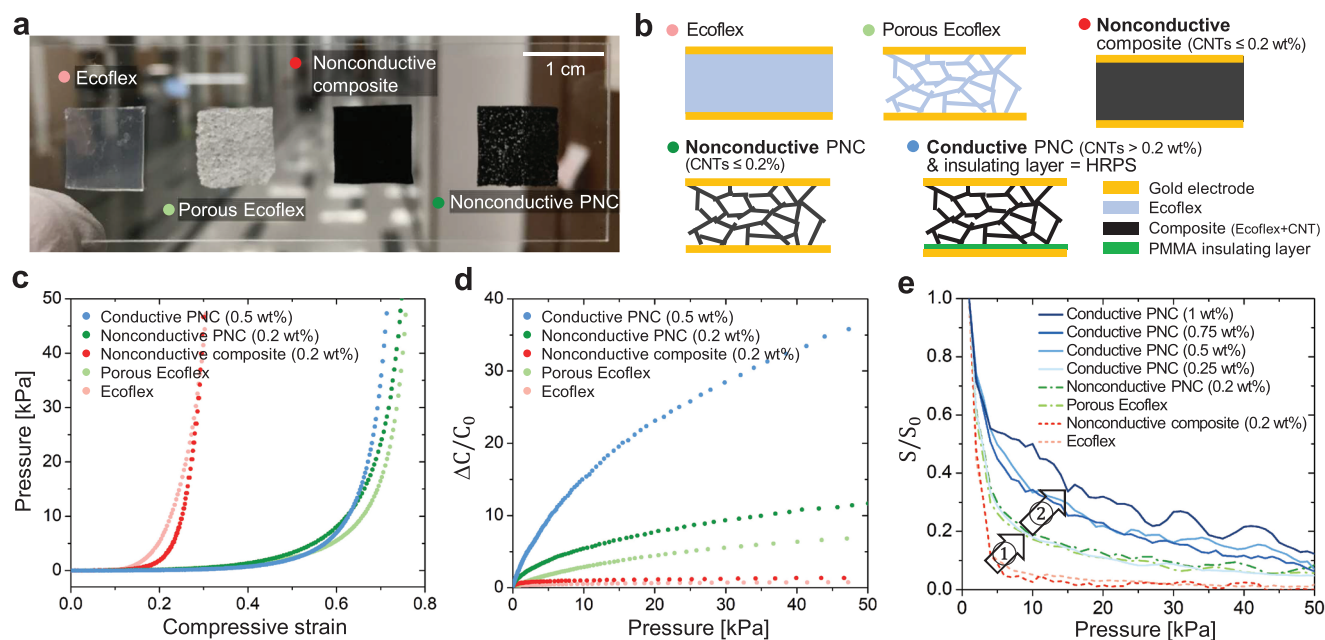 a
Ecoflex
Nonconductive
composite
1 cm
Porous Ecoflex
Nonconductive PNC
b
Ecoflex
Porous Ecoflex
Nonconductive
composite (CNTs ≤ 0.2 wt%)
Nonconductive PNC
(CNTs ≤ 0.2%)
Conductive PNC (CNTs > 0.2 wt%)
& insulating layer = HRPS
Gold electrode
Ecoflex
Composite (Ecoflex+CNT)
PMMA insulating layer
c
Conductive PNC (0.5 wt%)
Nonconductive PNC (0.2 wt%)
Nonconductive composite (0.2 wt%)
Porous Ecoflex
Ecoflex
Pressure [kPa]
50
40
30
20
10
0
0.0 0.2 0.4 0.6 0.8
Compressive strain
d
Conductive PNC (0.5 wt%)
Nonconductive PNC (0.2 wt%)
Nonconductive composite (0.2 wt%)
Porous Ecoflex
Ecoflex
ΔC/C0
40
30
20
10
0
0 10 20 30 40 50
Pressure [kPa]
e
Conductive PNC (1 wt%)
Conductive PNC (0.75 wt%)
Conductive PNC (0.5 wt%)
Conductive PNC (0.25 wt%)
Nonconductive PNC (0.2 wt%)
Porous Ecoflex
Nonconductive composite (0.2 wt%)
Ecoflex
S/S0
1.0
0.8
0.6
0.4
0.2
0.0
2
1
0 10 20 30 40 50
Pressure [kPa]